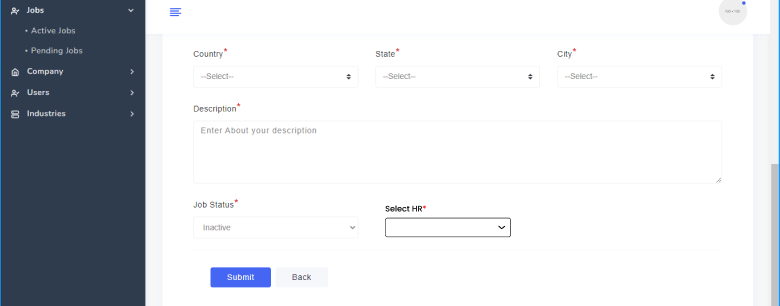 Jobs
• Active Jobs
• Pending Jobs
Company
Users
Industries
Country* State* City*
--Select-- --Select-- --Select--
Description*
Enter About your description
Job Status* Select HR*
Inactive
Submit Back